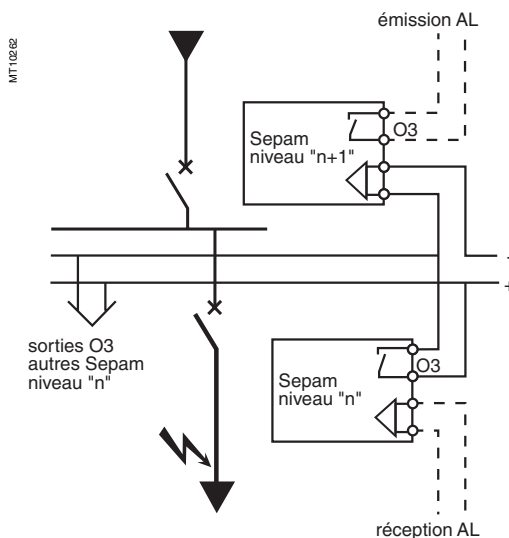 émission AL
MT10262
O3
Sepam
niveau "n+1"
-
+
sorties O3
autres Sepam
niveau "n"
O3
Sepam
niveau "n"
réception AL